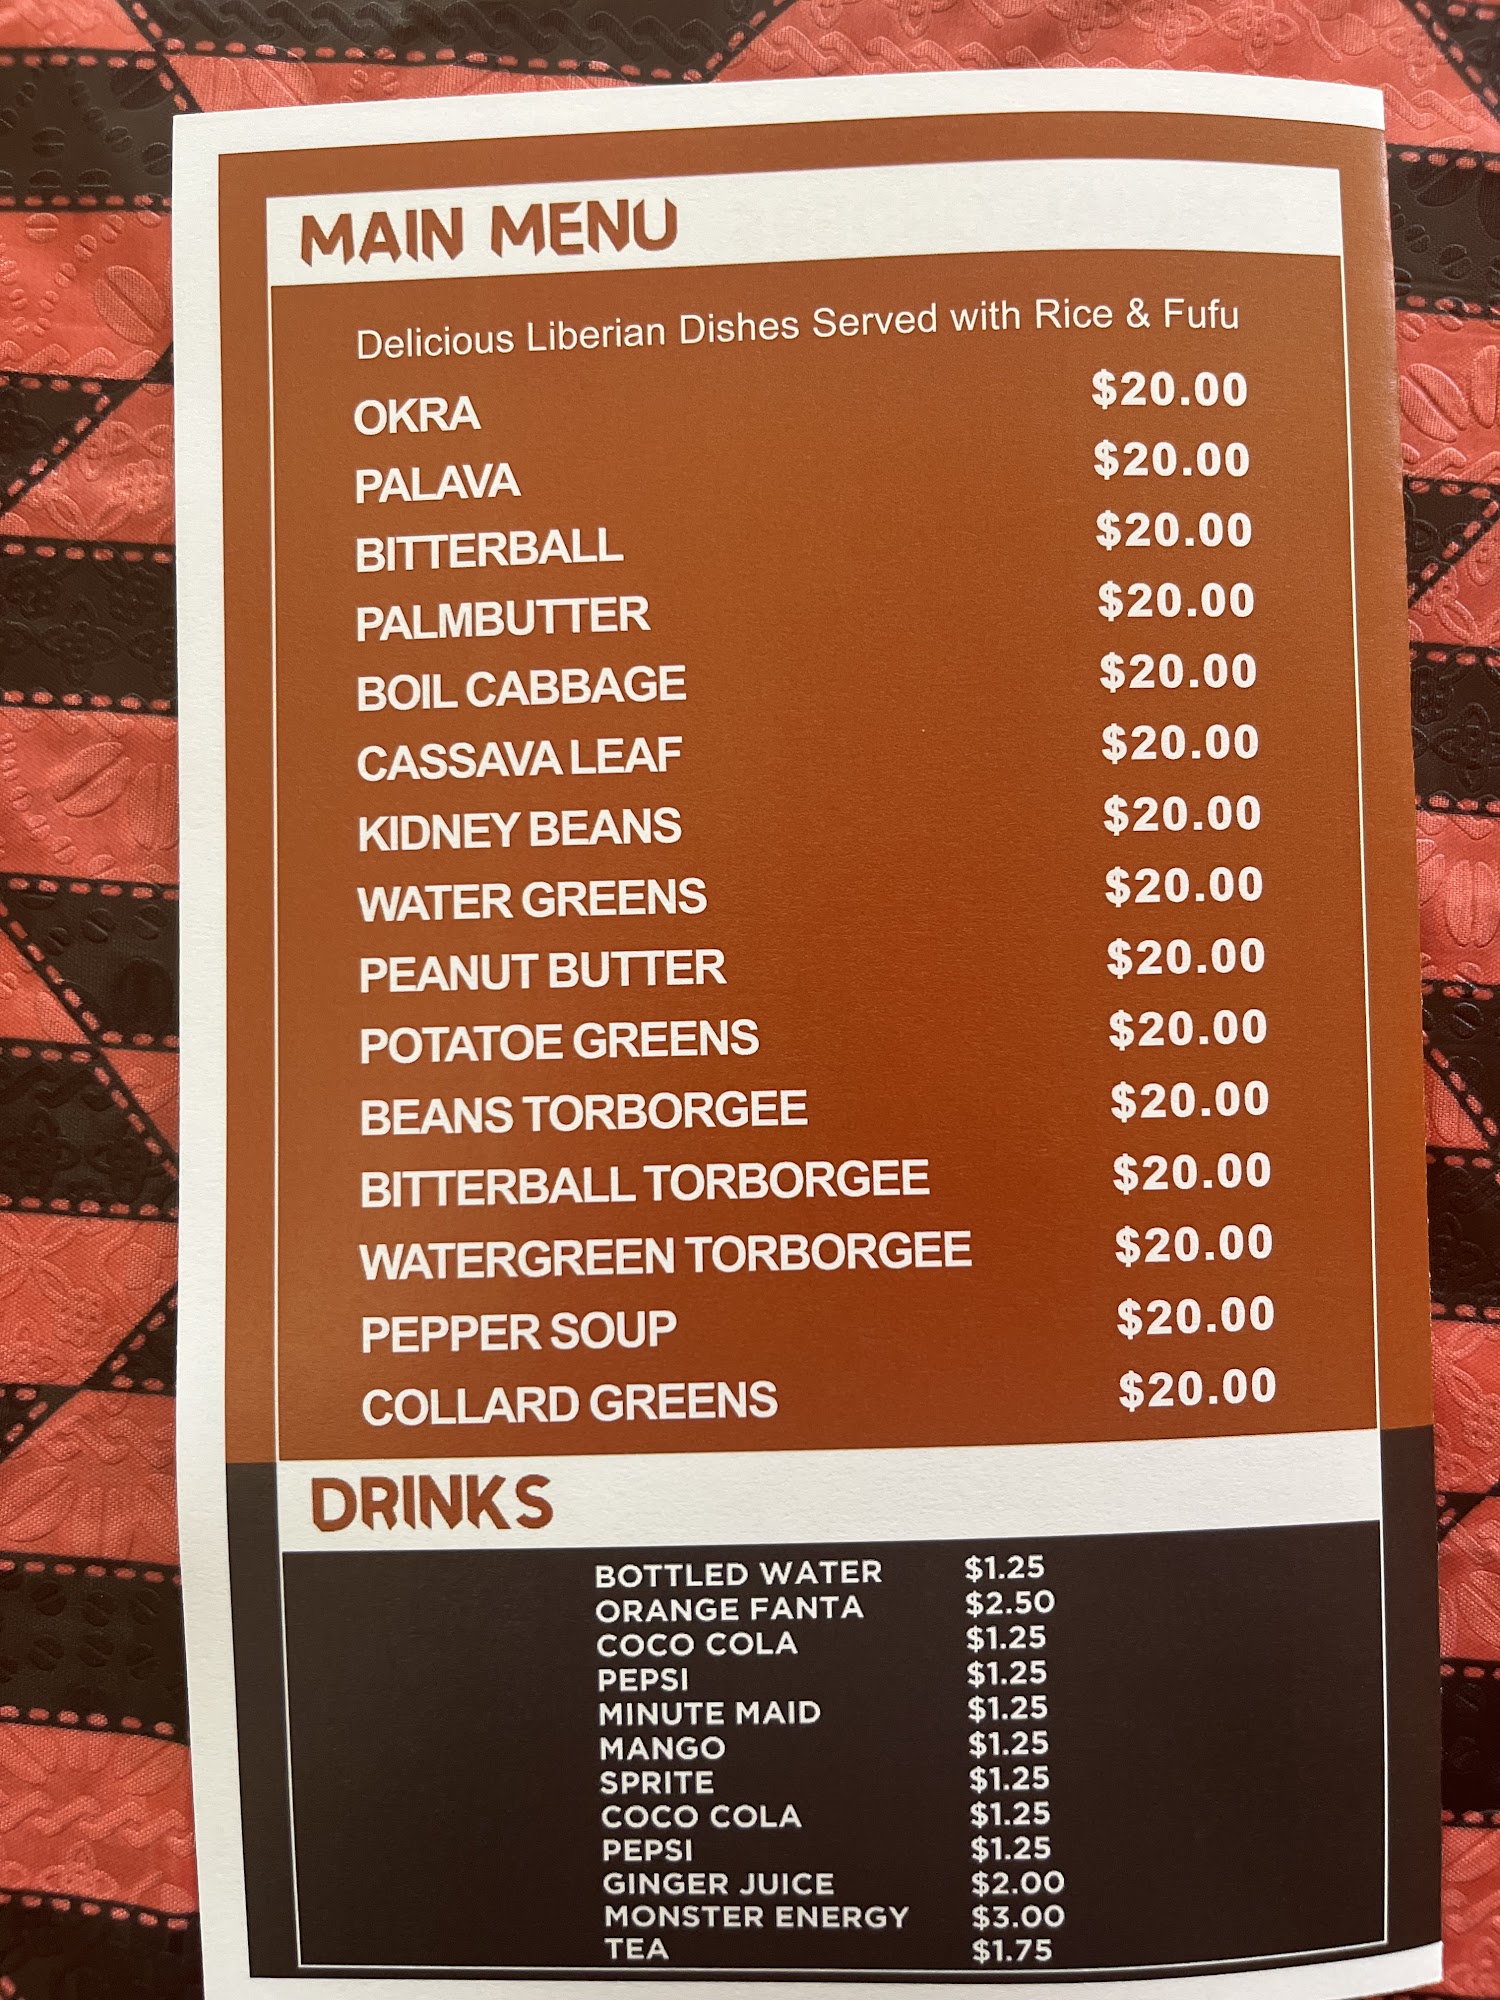 MAIN MENU
Delicious Liberian Dishes Served with Rice & Fufu
OKRA $20.00
PALAVA $20.00
BITTERBALL $20.00
PALMBUTTER $20.00
BOIL CABBAGE $20.00
CASSAVA LEAF $20.00
KIDNEY BEANS $20.00
WATER GREENS $20.00
PEANUT BUTTER $20.00
POTATOE GREENS $20.00
BEANS TORBORGEE $20.00
BITTERBALL TORBORGEE $20.00
WATERGREEN TORBORGEE $20.00
PEPPER SOUP $20.00
COLLARD GREENS $20.00
DRINKS
BOTTLED WATER $1.25
ORANGE FANTA $2.50
COCO COLA $1.25
PEPSI $1.25
MINUTE MAID $1.25
MANGO $1.25
SPRITE $1.25
COCO COLA $1.25
PEPSI $1.25
GINGER JUICE $2.00
MONSTER ENERGY $3.00
TEA $1.75